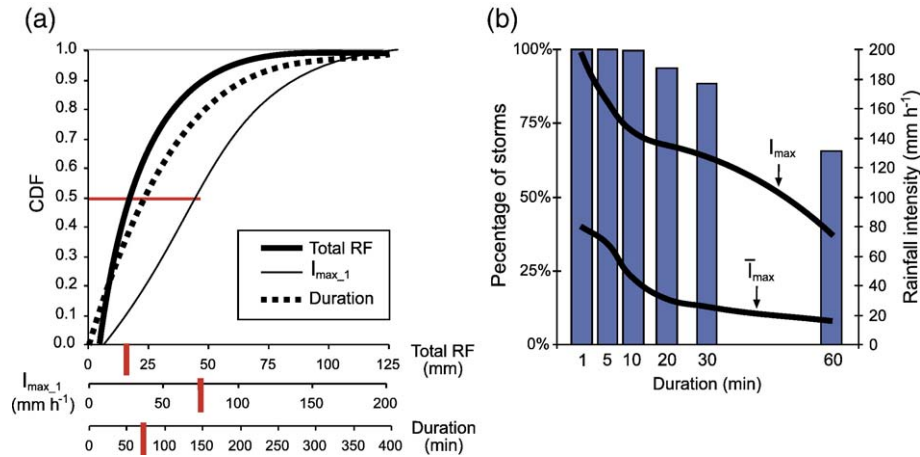 (a)
CDF
1.0
0.9
0.8
0.7
0.6
0.5
0.4
0.3
0.2
0.1
0.0
Total RF
I max_1
Duration
0 25 50 75 100 125 Total RF (mm)
I max_1 (mm h⁻¹) 0 50 100 150 200
0 50 100 150 200 250 300 350 400 Duration (min)
(b)
Pecentage of storms
100%
75%
50%
25%
0%
Imax
I̅max
200
180
160
140
120
100
80
60
40
20
0
Rainfall intensity (mm h⁻¹)
1 5 10 20 30 60
Duration (min)